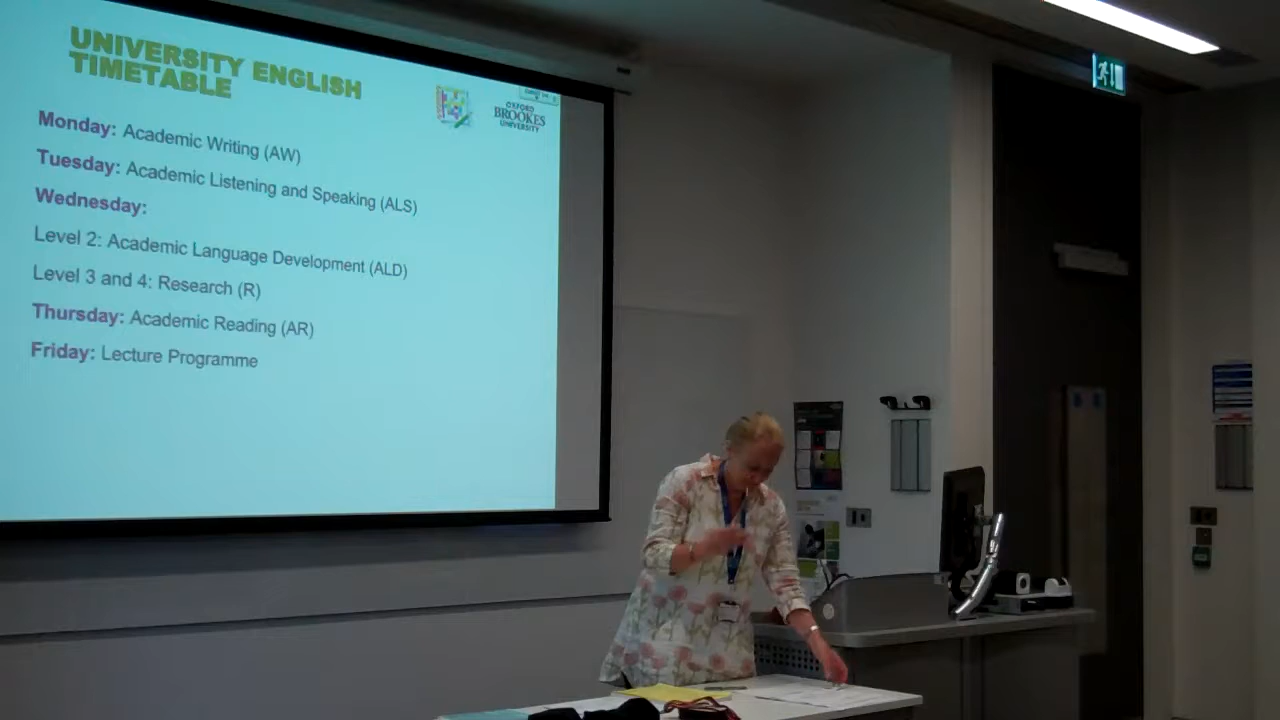 UNIVERSITY ENGLISH
TIMETABLE
OXFORD
BROOKES
UNIVERSITY
Monday: Academic Writing (AW)
Tuesday: Academic Listening and Speaking (ALS)
Wednesday:
Level 2: Academic Language Development (ALD)
Level 3 and 4: Research (R)
Thursday: Academic Reading (AR)
Friday: Lecture Programme